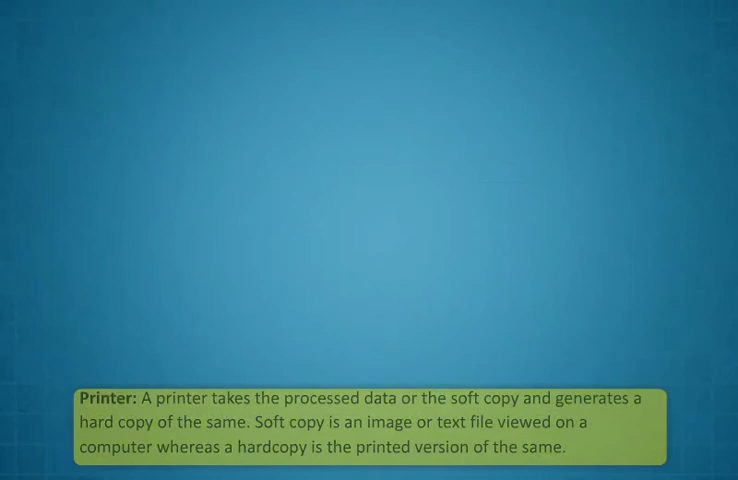 Printer: A printer takes the processed data or the soft copy and generates a
hard copy of the same. Soft copy is an image or text file viewed on a
computer whereas a hardcopy is the printed version of the same.